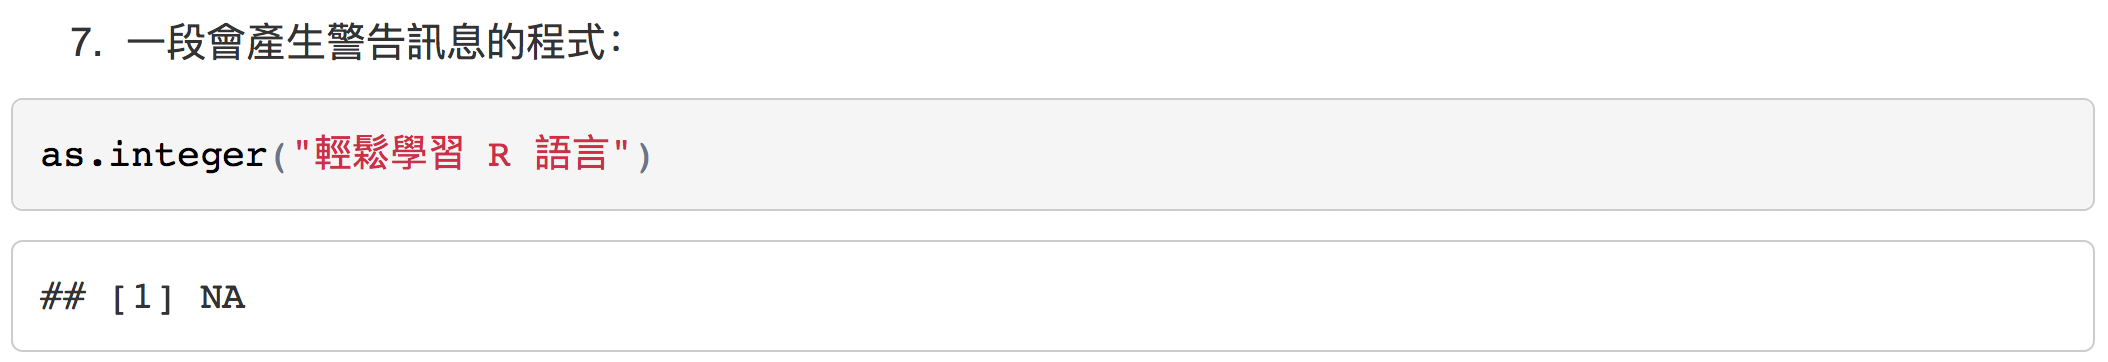 7. 一段會產生警告訊息的程式：
as.integer("輕鬆學習 R 語言")
## [1] NA